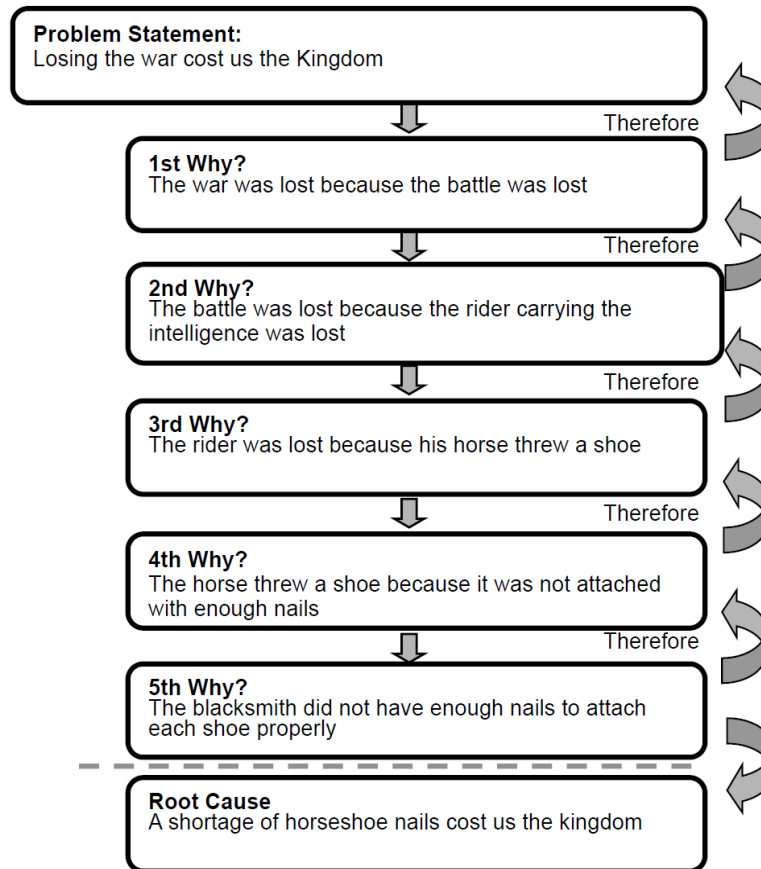 Problem Statement:
Losing the war cost us the Kingdom
Therefore
1st Why?
The war was lost because the battle was lost
Therefore
2nd Why?
The battle was lost because the rider carrying the
intelligence was lost
Therefore
3rd Why?
The rider was lost because his horse threw a shoe
Therefore
4th Why?
The horse threw a shoe because it was not attached
with enough nails
Therefore
5th Why?
The blacksmith did not have enough nails to attach
each shoe properly
Root Cause
A shortage of horseshoe nails cost us the kingdom